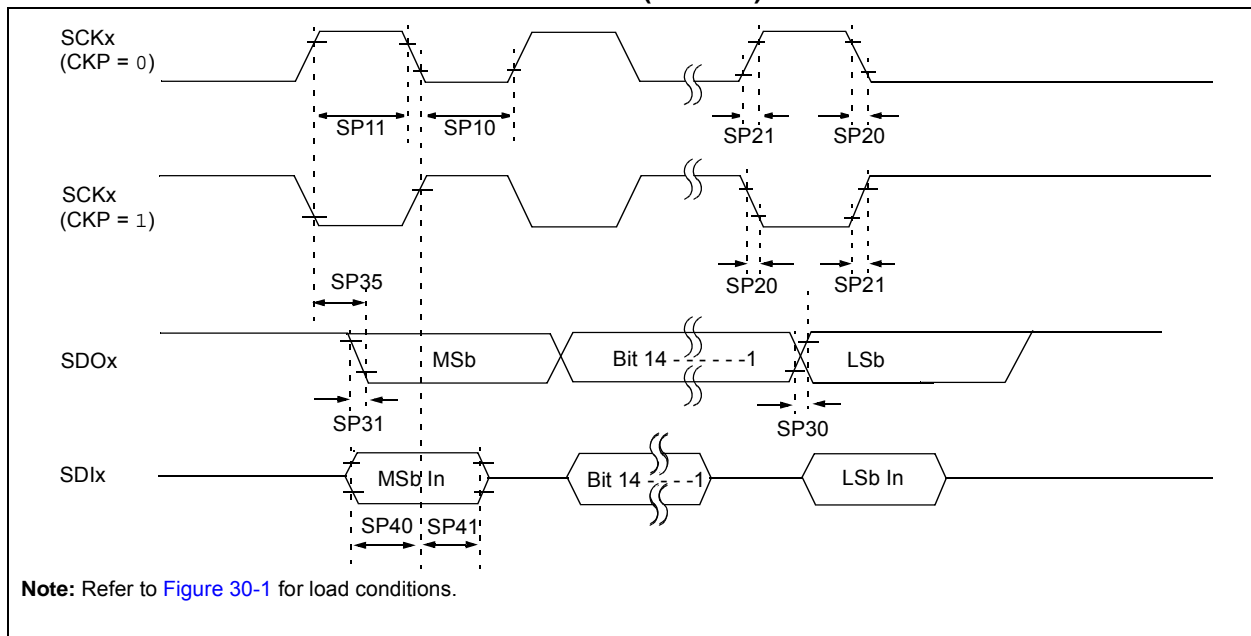 SCKx
(CKP = 0)
SP11
SP10
SP21
SP20
SCKx
(CKP = 1)
SP35
SP20
SP21
SDOx
MSb
Bit 14 - - - - - -1
LSb
SP31
SP30
SDIx
MSb In
Bit 14 - - - - -1
LSb In
SP40
SP41
Note: Refer to Figure 30-1 for load conditions.